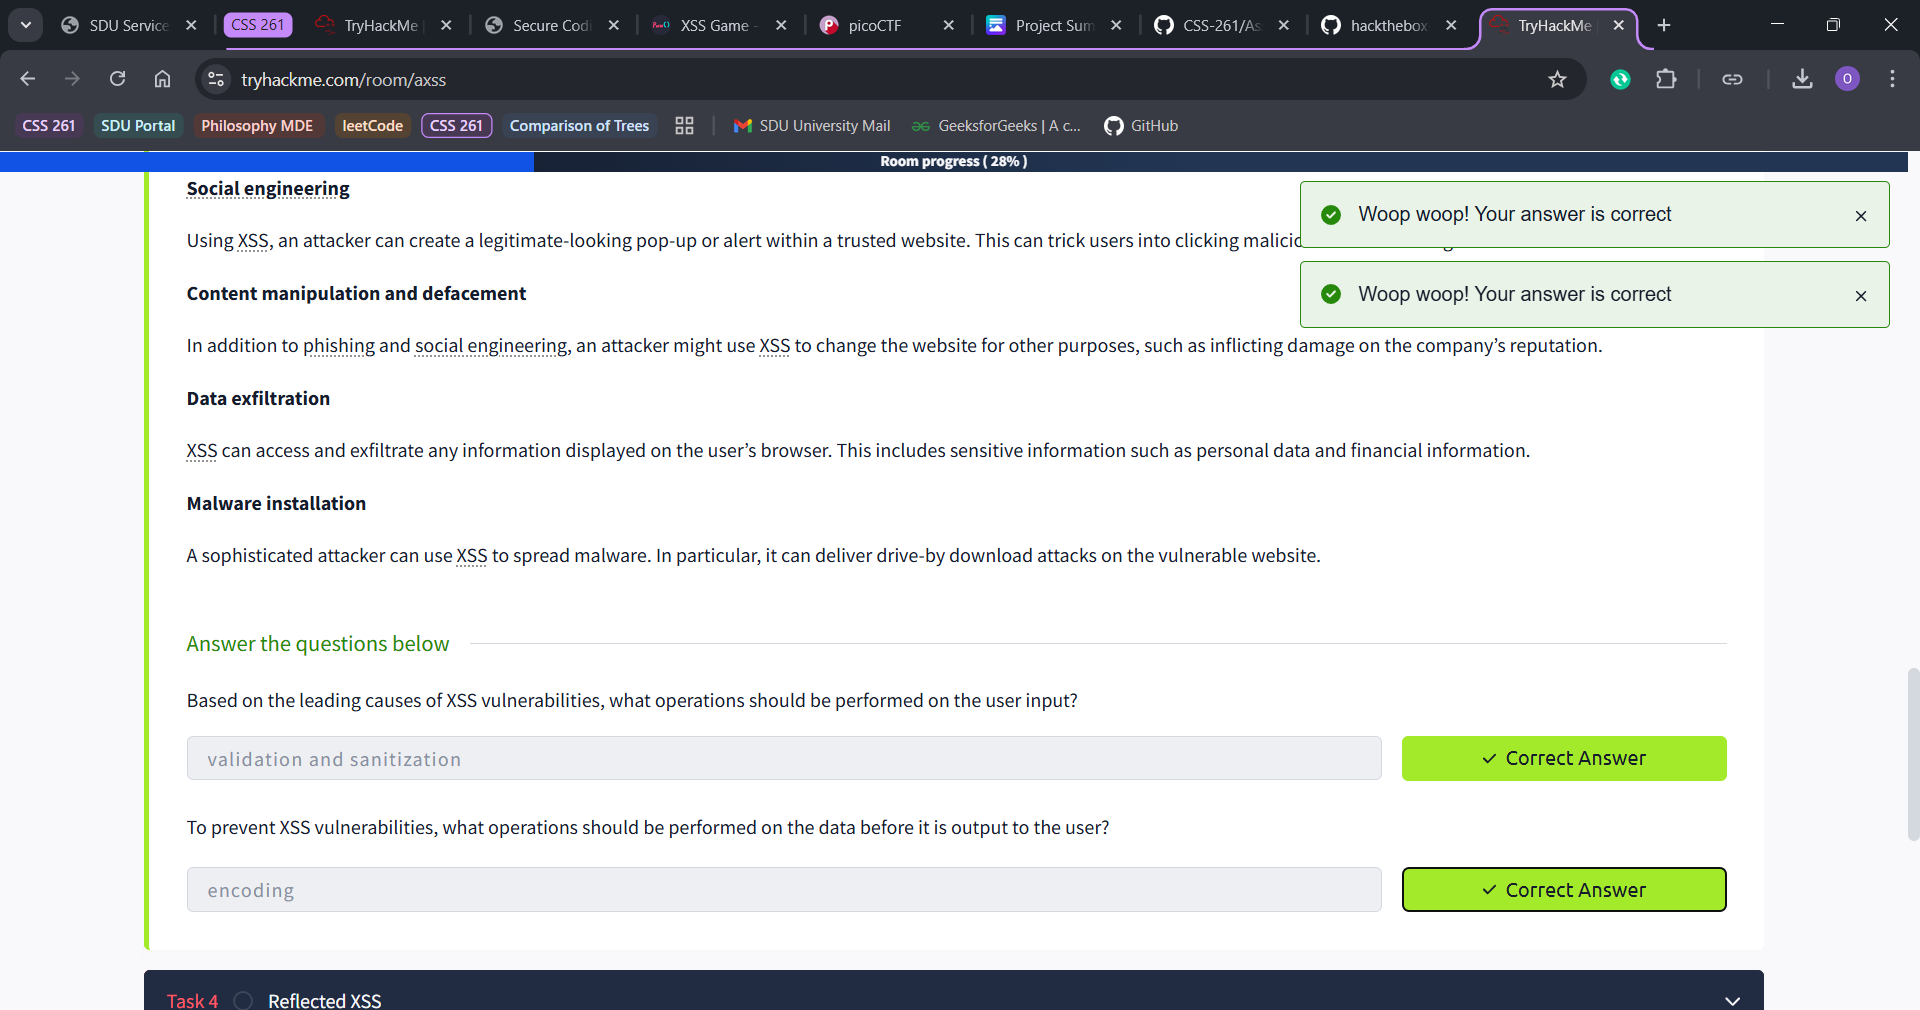 SDU Service
CSS 261
TryHackMe
Secure Codi
XSS Game -
picoCTF
Project Sum
CSS-261/As
hackthebox
TryHackMe
tryhackme.com/room/axss
O
CSS 261
SDU Portal
Philosophy MDE
leetCode
CSS 261
Comparison of Trees
SDU University Mail
GeeksforGeeks | A c...
GitHub
Room progress ( 28% )
Social engineering
Woop woop! Your answer is correct
Using XSS, an attacker can create a legitimate-looking pop-up or alert within a trusted website. This can trick users into clicking malicio
Content manipulation and defacement
Woop woop! Your answer is correct
In addition to phishing and social engineering, an attacker might use XSS to change the website for other purposes, such as inflicting damage on the company’s reputation.
Data exfiltration
XSS can access and exfiltrate any information displayed on the user’s browser. This includes sensitive information such as personal data and financial information.
Malware installation
A sophisticated attacker can use XSS to spread malware. In particular, it can deliver drive-by download attacks on the vulnerable website.
Answer the questions below
Based on the leading causes of XSS vulnerabilities, what operations should be performed on the user input?
validation and sanitization
Correct Answer
To prevent XSS vulnerabilities, what operations should be performed on the data before it is output to the user?
encoding
Correct Answer
Task 4
Reflected XSS